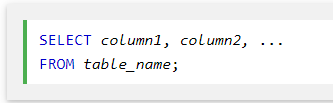 SELECT column1, column2, ...
FROM table_name;